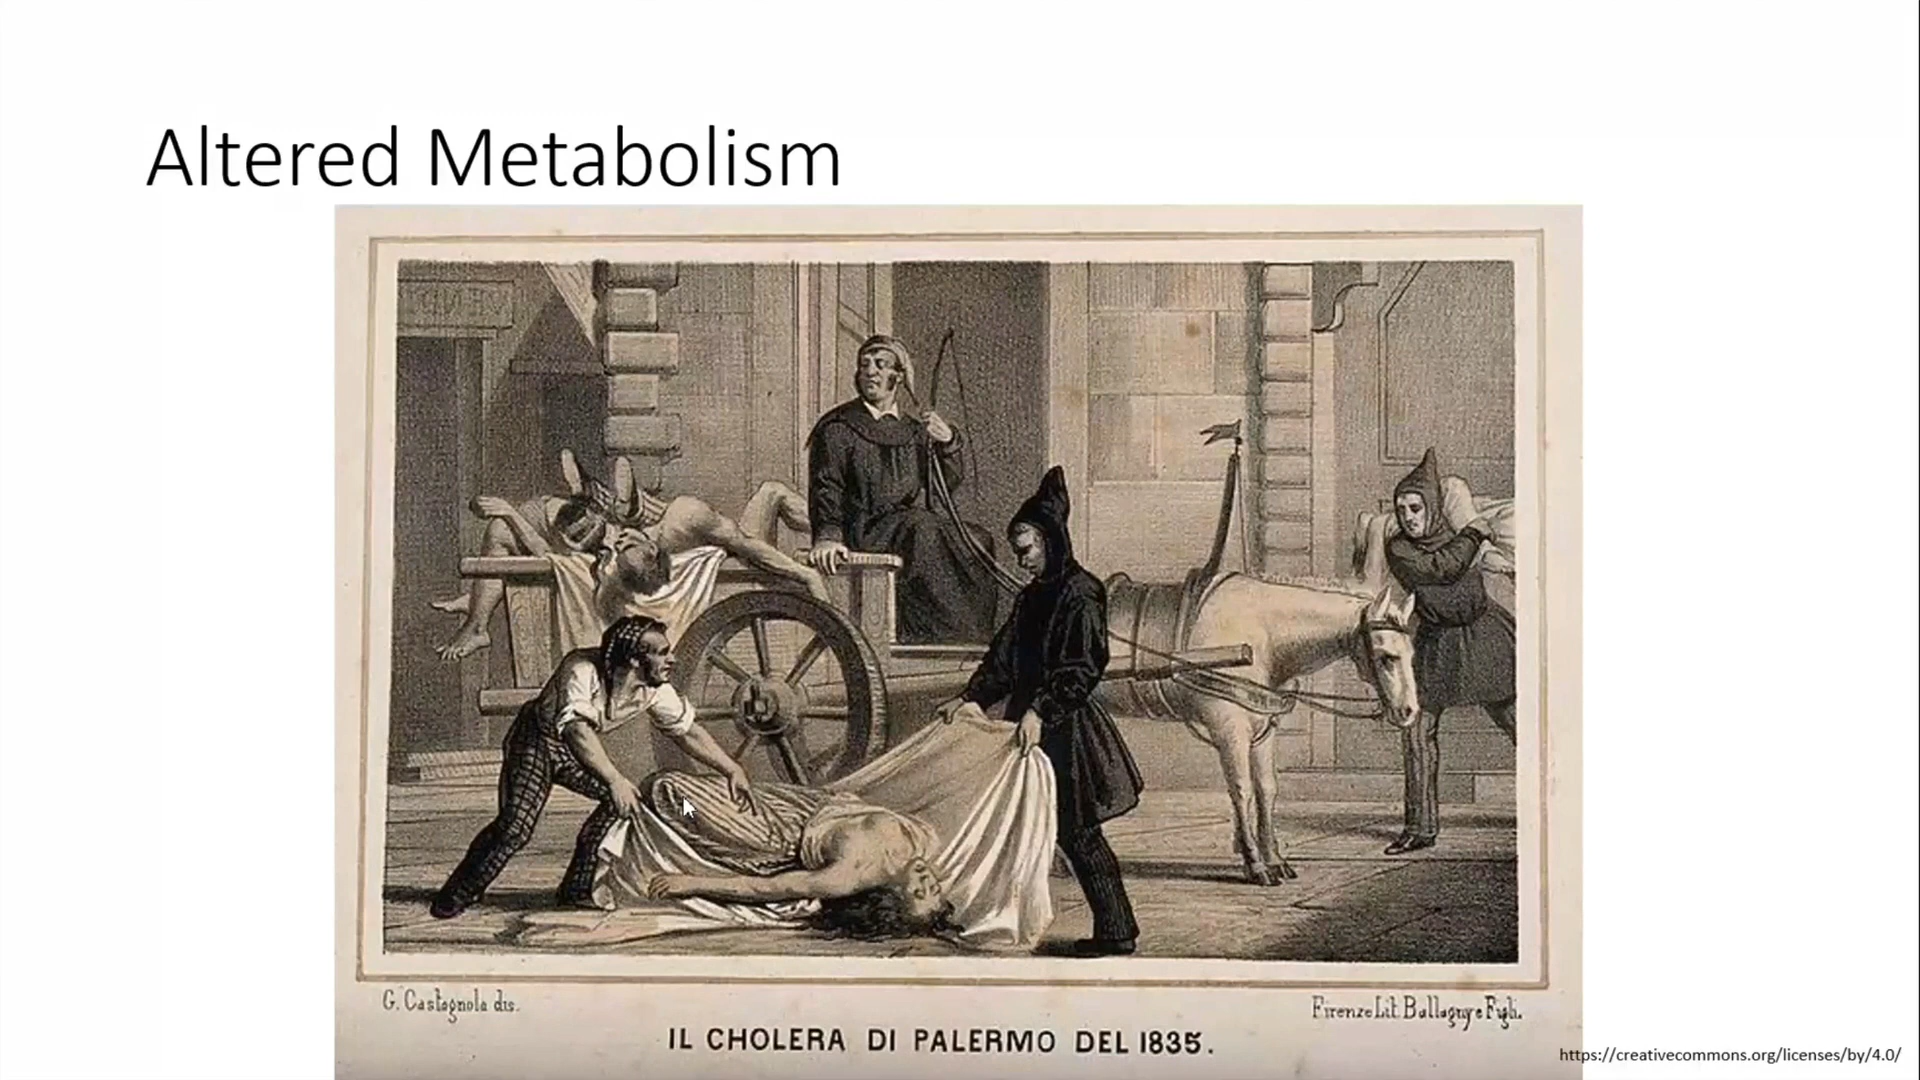 Altered Metabolism
G. Castagnola dis.
Firenze Lit. Ballagny e Figli.
IL CHOLERA DI PALERMO DEL 1835.
https://creativecommons.org/licenses/by/4.0/